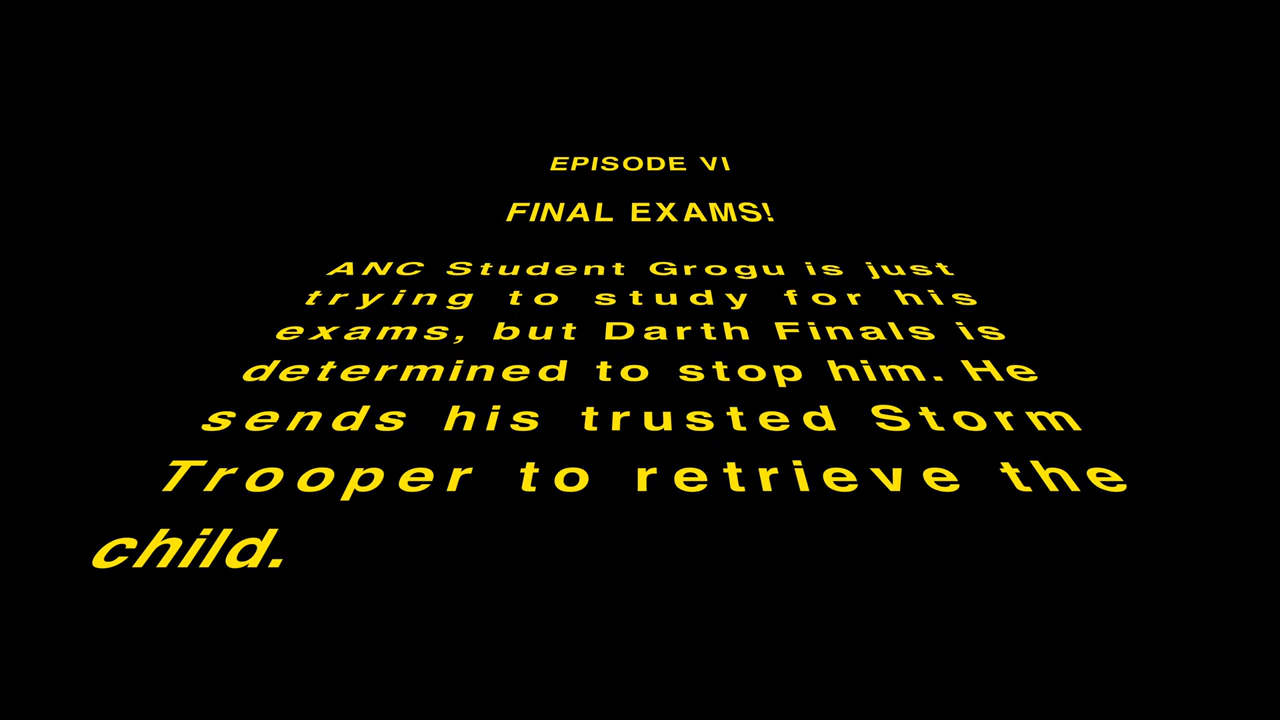 EPISODE VI
FINAL EXAMS!
ANC Student Grogu is just
trying to study for his
exams, but Darth Finals is
determined to stop him. He
sends his trusted Storm
Trooper to retrieve the
child.